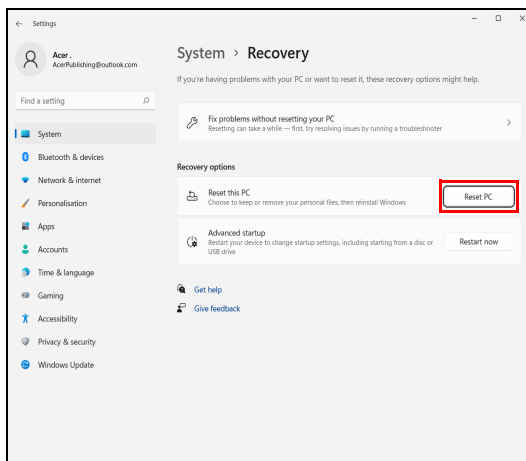 Settings
Acer .
AcerPublishing@outlook.com
Find a setting
System
Bluetooth & devices
Network & internet
Personalisation
Apps
Accounts
Time & language
Gaming
Accessibility
Privacy & security
Windows Update
System > Recovery
If you're having problems with your PC or want to reset it, these recovery options might help.
Fix problems without resetting your PC
Resetting can take a while — first, try resolving issues by running a troubleshooter
Recovery options
Reset this PC
Choose to keep or remove your personal files, then reinstall Windows
Reset PC
Advanced startup
Restart your device to change startup settings, including starting from a disc or
USB drive
Restart now
Get help
Give feedback